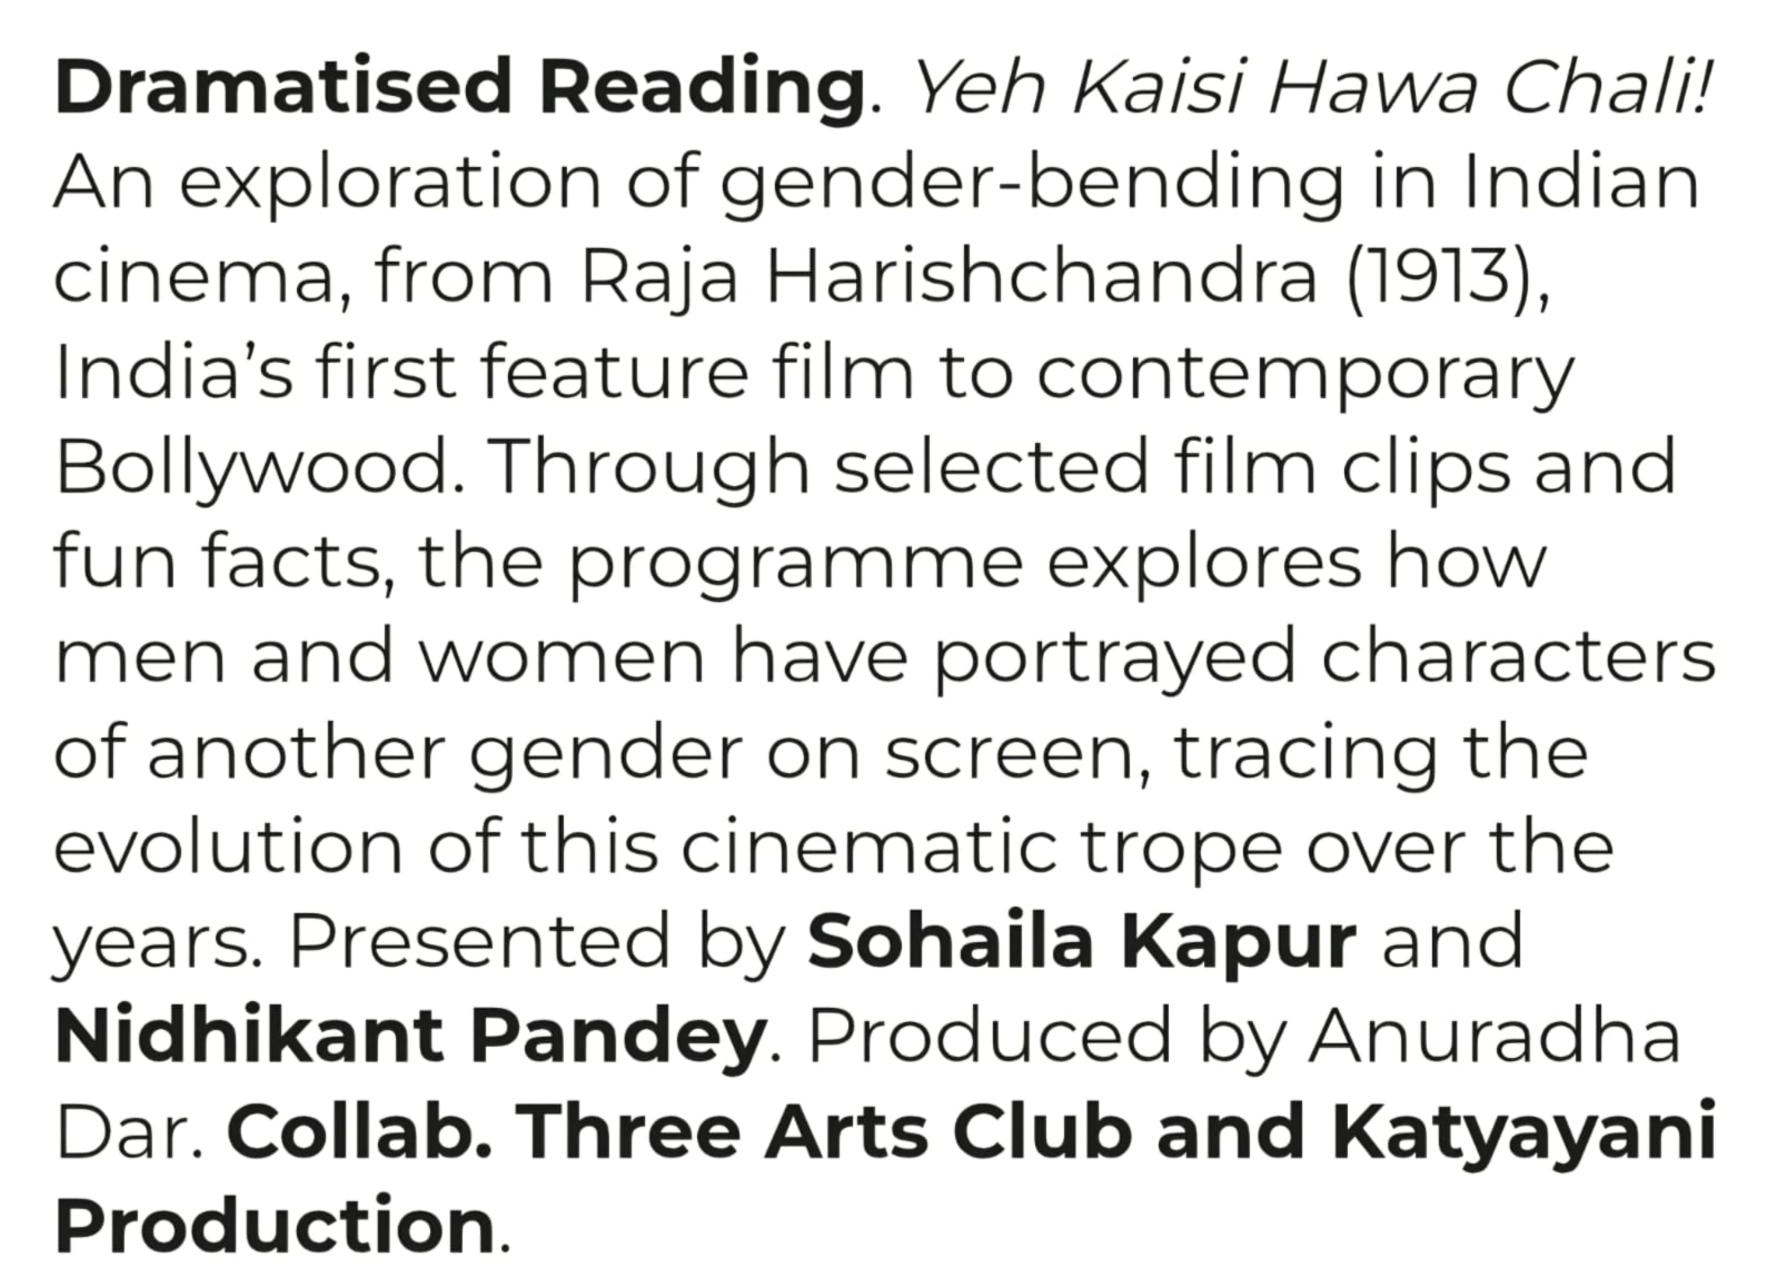 Dramatised Reading. Yeh Kaisi Hawa Chali!
An exploration of gender-bending in Indian
cinema, from Raja Harishchandra (1913),
India’s first feature film to contemporary
Bollywood. Through selected film clips and
fun facts, the programme explores how
men and women have portrayed characters
of another gender on screen, tracing the
evolution of this cinematic trope over the
years. Presented by Sohaila Kapur and
Nidhikant Pandey. Produced by Anuradha
Dar. Collab. Three Arts Club and Katyayani
Production.